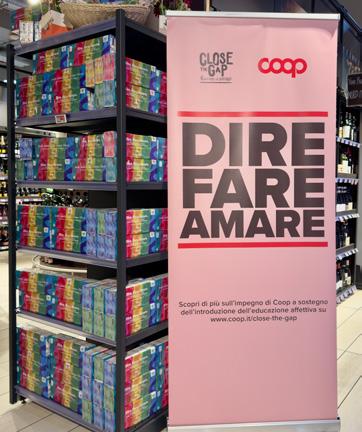 CLOSE
THE
GAP
coop
DIRE
FARE
AMARE
Scopri di più sull'impegno di Coop a sostegno
dell'introduzione dell'educazione affettiva su
www.coop.it/close-the-gap